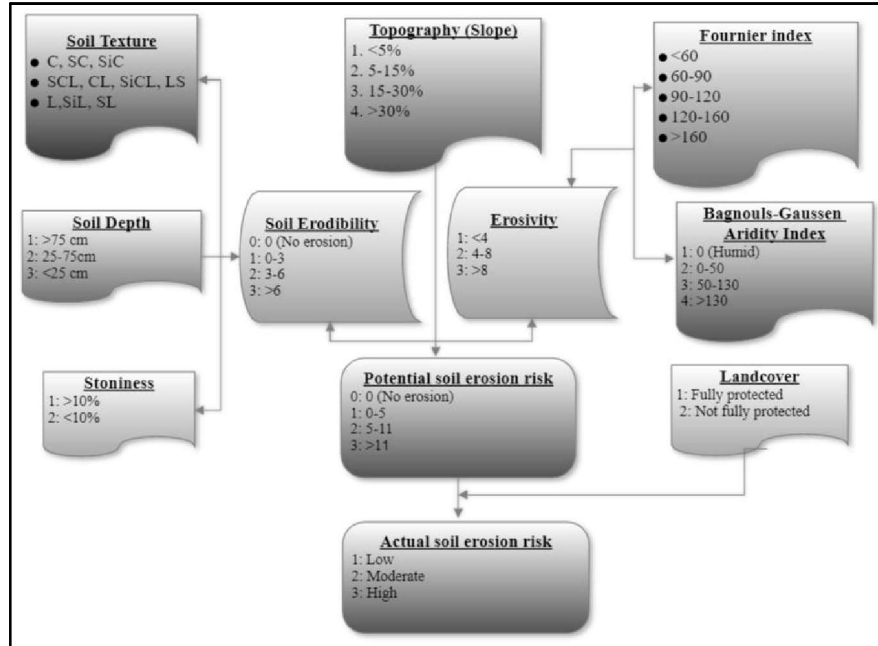 Soil Texture
● C, SC, SiC
● SCL, CL, SiCL, LS
● L,SiL, SL
Topography (Slope)
1. <5%
2. 5-15%
3. 15-30%
4. >30%
Fournier index
● <60
● 60-90
● 90-120
● 120-160
● >160
Soil Depth
1: >75 cm
2: 25-75cm
3: <25 cm
Soil Erodibility
0: 0 (No erosion)
1: 0-3
2: 3-6
3: >6
Erosivity
1: <4
2: 4-8
3: >8
Bagnouls-Gaussen
Aridity Index
1: 0 (Humid)
2: 0-50
3: 50-130
4: >130
Stoniness
1: >10%
2: <10%
Potential soil erosion risk
0: 0 (No erosion)
1: 0-5
2: 5-11
3: >11
Landcover
1: Fully protected
2: Not fully protected
Actual soil erosion risk
1: Low
2: Moderate
3: High